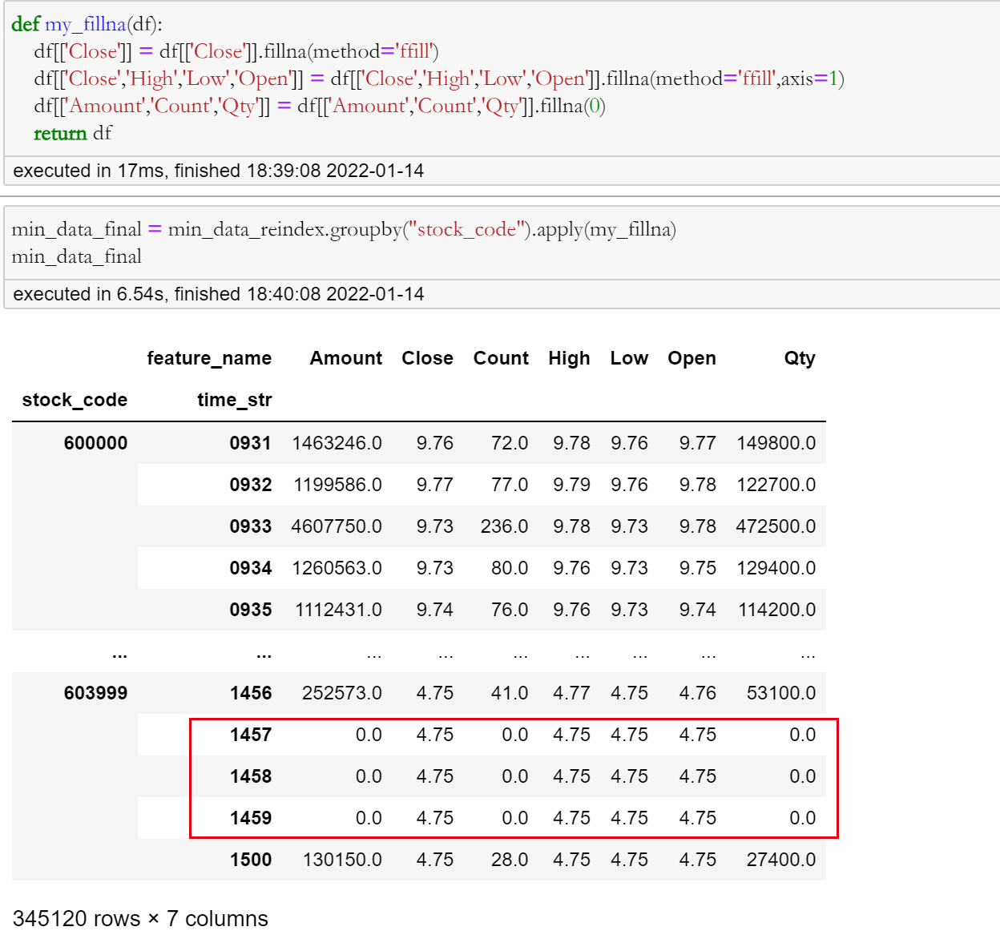 def my_fillna(df):
df[['Close']] = df[['Close']].fillna(method='ffill')
df[['Close','High','Low','Open']] = df[['Close','High','Low','Open']].fillna(method='ffill',axis=1)
df[['Amount','Count','Qty']] = df[['Amount','Count','Qty']].fillna(0)
return df
executed in 17ms, finished 18:39:08 2022-01-14
min_data_final = min_data_reindex.groupby("stock_code").apply(my_fillna)
min_data_final
executed in 6.54s, finished 18:40:08 2022-01-14
feature_name Amount Close Count High Low Open Qty
stock_code time_str
600000 0931 1463246.0 9.76 72.0 9.78 9.76 9.77 149800.0
0932 1199586.0 9.77 77.0 9.79 9.76 9.78 122700.0
0933 4607750.0 9.73 236.0 9.78 9.73 9.78 472500.0
0934 1260563.0 9.73 80.0 9.76 9.73 9.75 129400.0
0935 1112431.0 9.74 76.0 9.76 9.73 9.74 114200.0
... ... ... ... ... ... ... ... ...
603999 1456 252573.0 4.75 41.0 4.77 4.75 4.76 53100.0
1457 0.0 4.75 0.0 4.75 4.75 4.75 0.0
1458 0.0 4.75 0.0 4.75 4.75 4.75 0.0
1459 0.0 4.75 0.0 4.75 4.75 4.75 0.0
1500 130150.0 4.75 28.0 4.75 4.75 4.75 27400.0
345120 rows × 7 columns